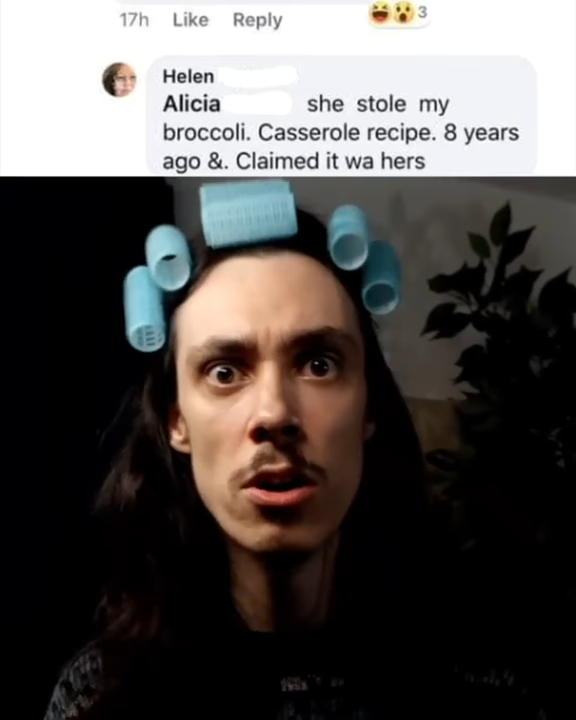 17h Like Reply 3
Helen
Alicia she stole my
broccoli. Casserole recipe. 8 years
ago &. Claimed it wa hers